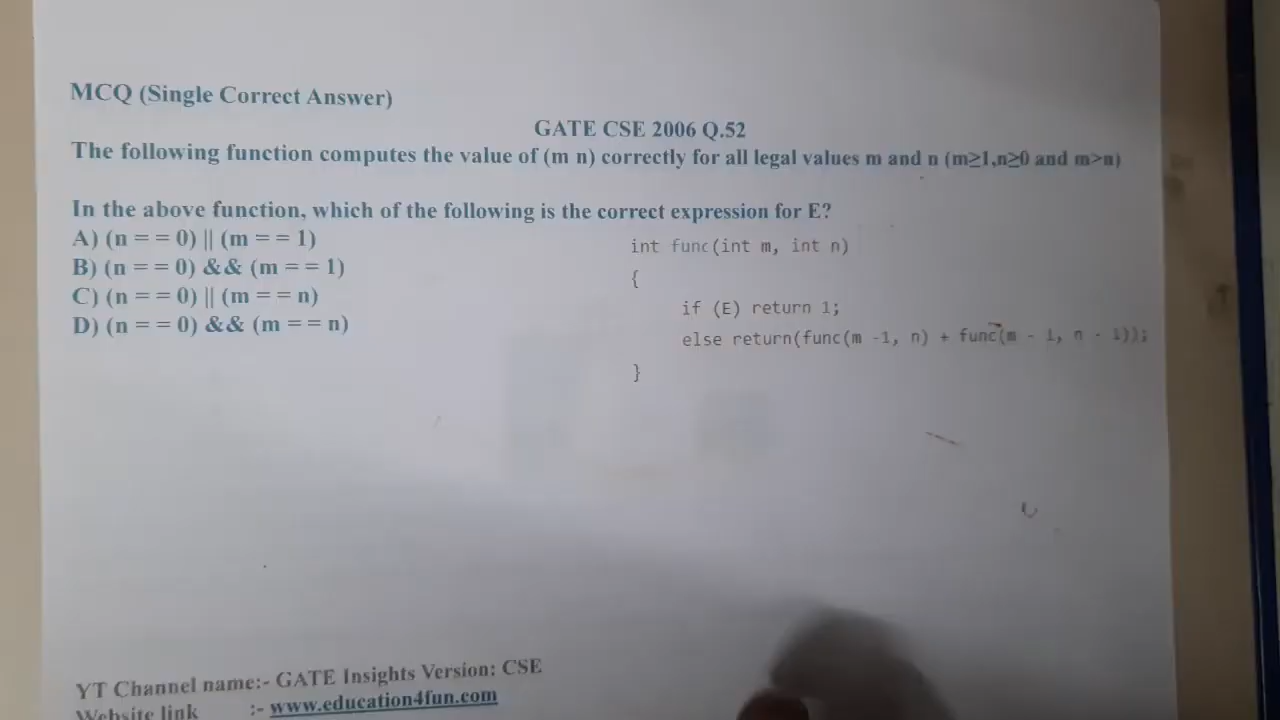 MCQ (Single Correct Answer)
GATE CSE 2006 Q.52
The following function computes the value of (m n) correctly for all legal values m and n (m≥1,n≥0 and m>n)
In the above function, which of the following is the correct expression for E?
A) (n = = 0) || (m = = 1)
B) (n = = 0) && (m = = 1)
C) (n = = 0) || (m = = n)
D) (n = = 0) && (m = = n)
int func(int m, int n)
{
if (E) return 1;
else return(func(m -1, n) + func(m - 1, n - 1));
}
YT Channel name:- GATE Insights Version: CSE
Website link :- www.education4fun.com